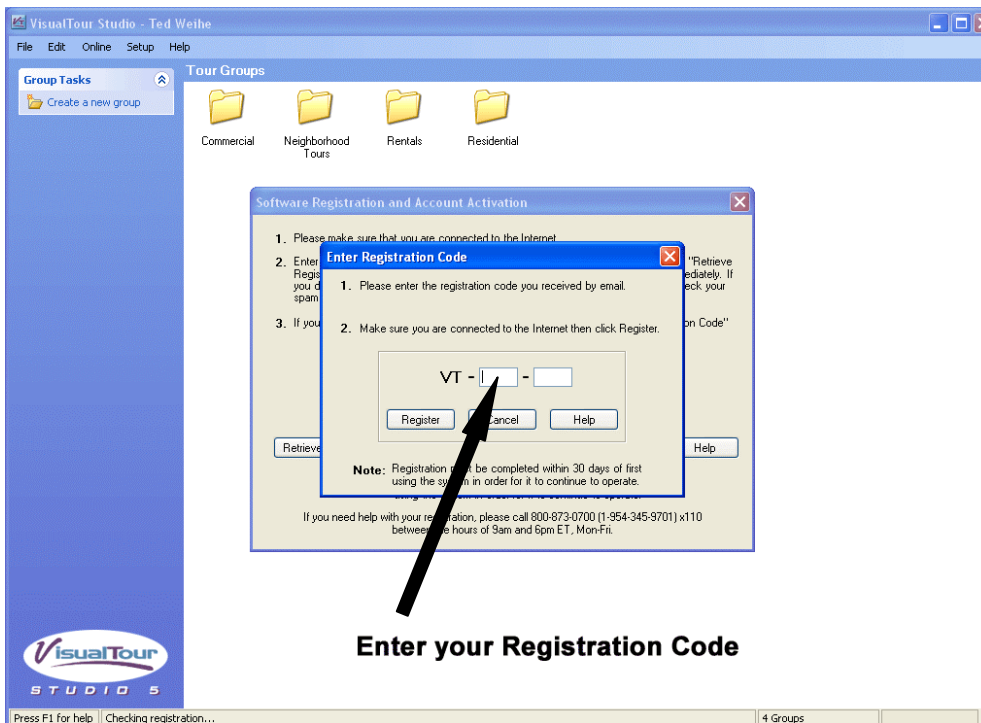 VisualTour Studio - Ted Weihe
File Edit Online Setup Help
Group Tasks
Create a new group
Tour Groups
Commercial
Neighborhood Tours
Rentals
Residential
Software Registration and Account Activation
1. Please make sure that you are connected to the Internet
2. Enter "Retrieve
Regis ediately. If
you d eck your
spam
3. If you on Code"
Enter Registration Code
1. Please enter the registration code you received by email.
2. Make sure you are connected to the Internet then click Register.
VT - -
Register Cancel Help
Retrieve Help
Note: Registration must be completed within 30 days of first
using the system in order for it to continue to operate.
If you need help with your registration, please call 800-873-0700 (1-954-345-9701) x110
between the hours of 9am and 6pm ET, Mon-Fri.
Enter your Registration Code
VisualTour
STUDIO 5
Press F1 for help Checking registration... 4 Groups